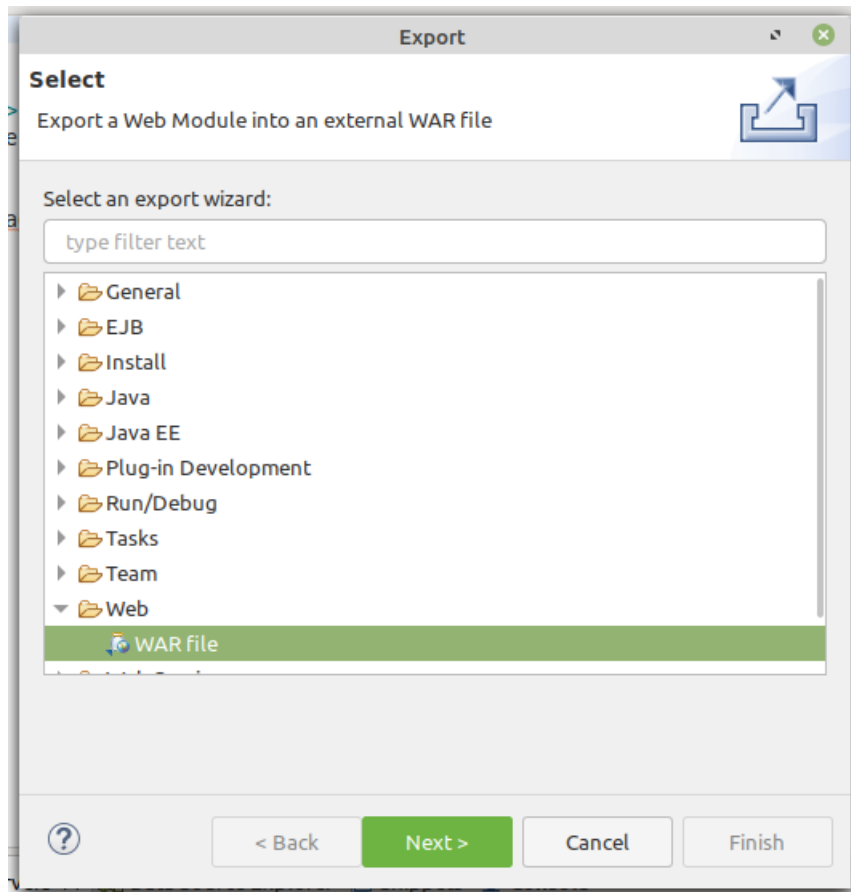 Export
Select
Export a Web Module into an external WAR file
Select an export wizard:
type filter text
General
EJB
Install
Java
Java EE
Plug-in Development
Run/Debug
Tasks
Team
Web
WAR file
< Back
Next >
Cancel
Finish